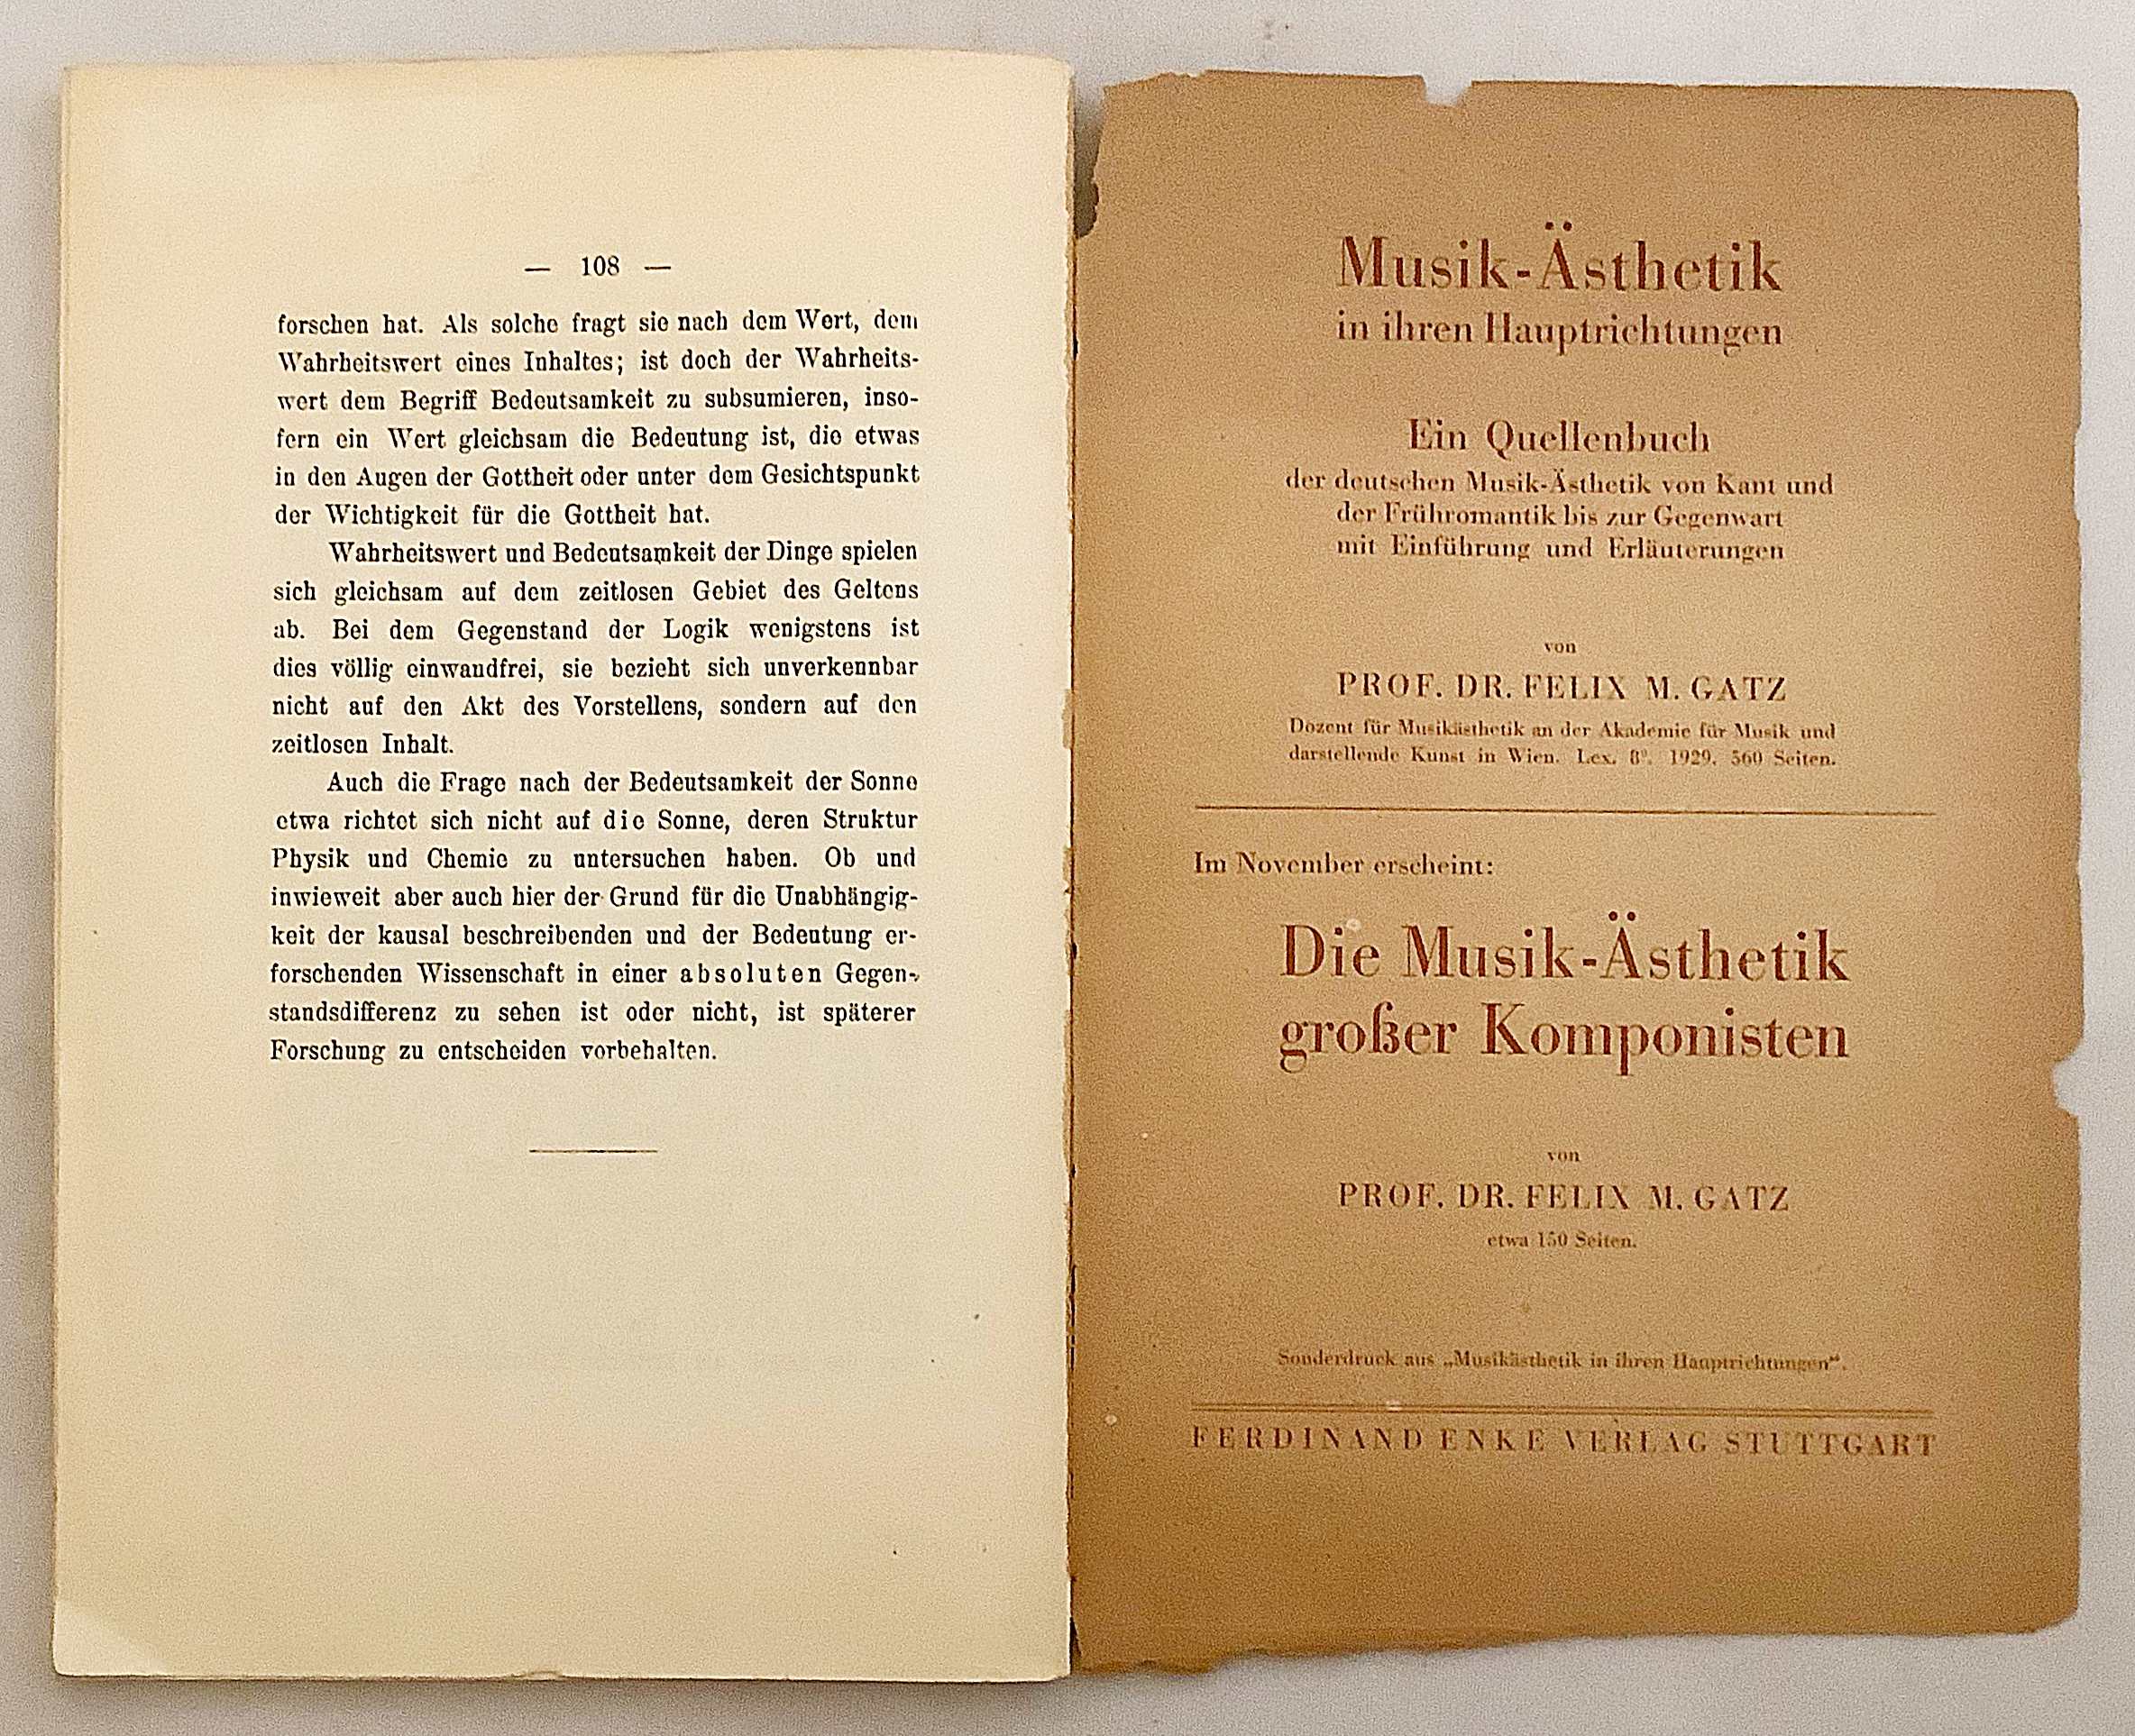 — 108 —
forschen hat. Als solche fragt sie nach dem Wert, dem
Wahrheitswert eines Inhaltes; ist doch der Wahrheits-
wert dem Begriff Bedeutsamkeit zu subsumieren, inso-
fern ein Wert gleichsam die Bedeutung ist, die etwas
in den Augen der Gottheit oder unter dem Gesichtspunkt
der Wichtigkeit für die Gottheit hat.
Wahrheitswert und Bedeutsamkeit der Dinge spielen
sich gleichsam auf dem zeitlosen Gebiet des Geltens
ab. Bei dem Gegenstand der Logik wenigstens ist
dies völlig einwandfrei, sie bezieht sich unverkennbar
nicht auf den Akt des Vorstellens, sondern auf den
zeitlosen Inhalt.
Auch die Frage nach der Bedeutsamkeit der Sonne
etwa richtet sich nicht auf die Sonne, deren Struktur
Physik und Chemie zu untersuchen haben. Ob und
inwieweit aber auch hier der Grund für die Unabhängig-
keit der kausal beschreibenden und der Bedeutung er-
forschenden Wissenschaft in einer absoluten Gegen-
standsdifferenz zu sehen ist oder nicht, ist späterer
Forschung zu entscheiden vorbehalten.
Musik-Ästhetik
in ihren Hauptrichtungen
Ein Quellenbuch
der deutschen Musik-Ästhetik von Kant und
der Frühromantik bis zur Gegenwart
mit Einführung und Erläuterungen
von
PROF. DR. FELIX M. GATZ
Dozent für Musikästhetik an der Akademie für Musik und
darstellende Kunst in Wien. Lex. 8°. 1929. 560 Seiten.
Im November erscheint:
Die Musik-Ästhetik
großer Komponisten
von
PROF. DR. FELIX M. GATZ
etwa 150 Seiten.
Sonderdruck aus „Musikästhetik in ihren Hauptrichtungen“.
FERDINAND ENKE VERLAG STUTTGART